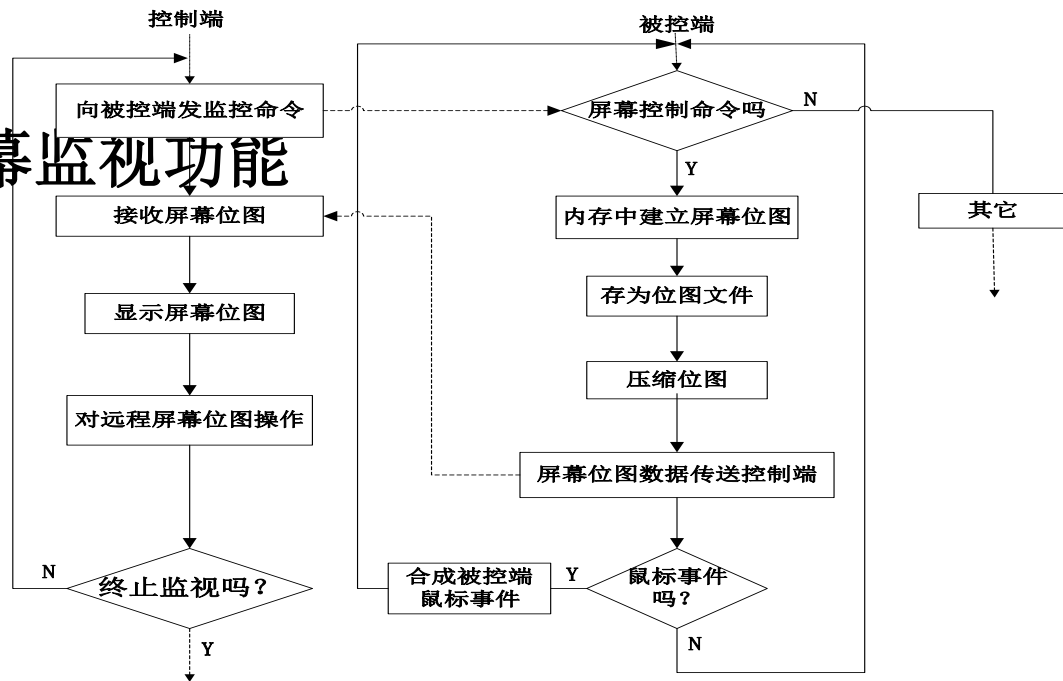 控制端
向被控端发监控命令
幕监视功能
接收屏幕位图
显示屏幕位图
对远程屏幕位图操作
终止监视吗?
N
Y
被控端
屏幕控制命令吗
N
Y
其它
内存中建立屏幕位图
存为位图文件
压缩位图
屏幕位图数据传送控制端
鼠标事件
吗?
Y
N
合成被控端
鼠标事件